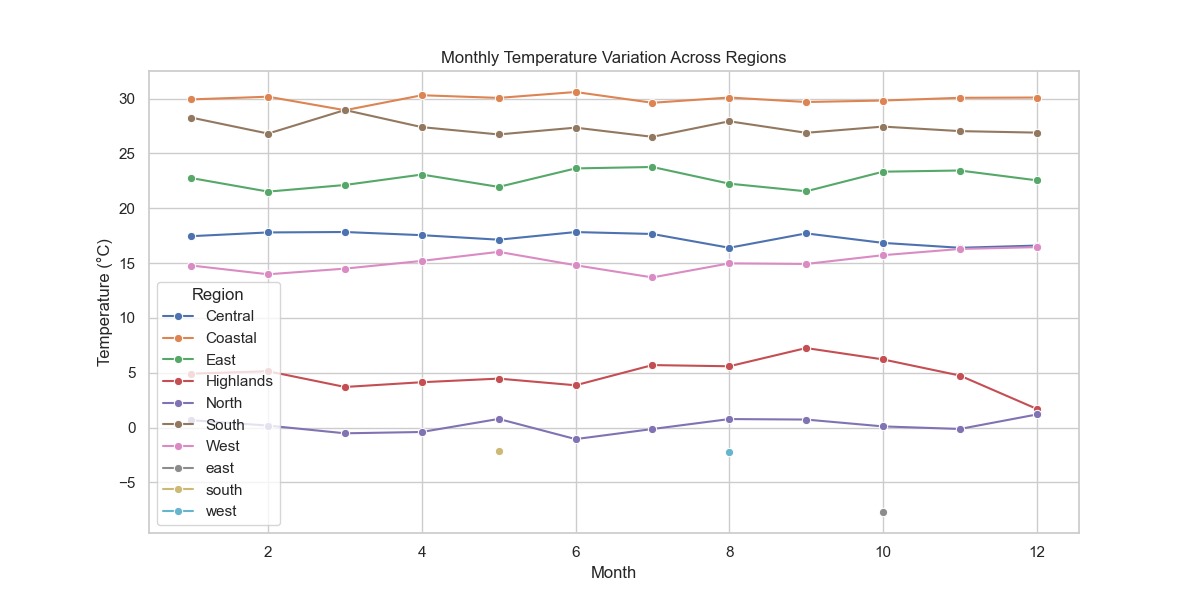 Monthly Temperature Variation Across Regions
Temperature (°C)
30
25
20
15
10
5
0
−5
Region
Central
Coastal
East
Highlands
North
South
West
east
south
west
2 4 6 8 10 12
Month